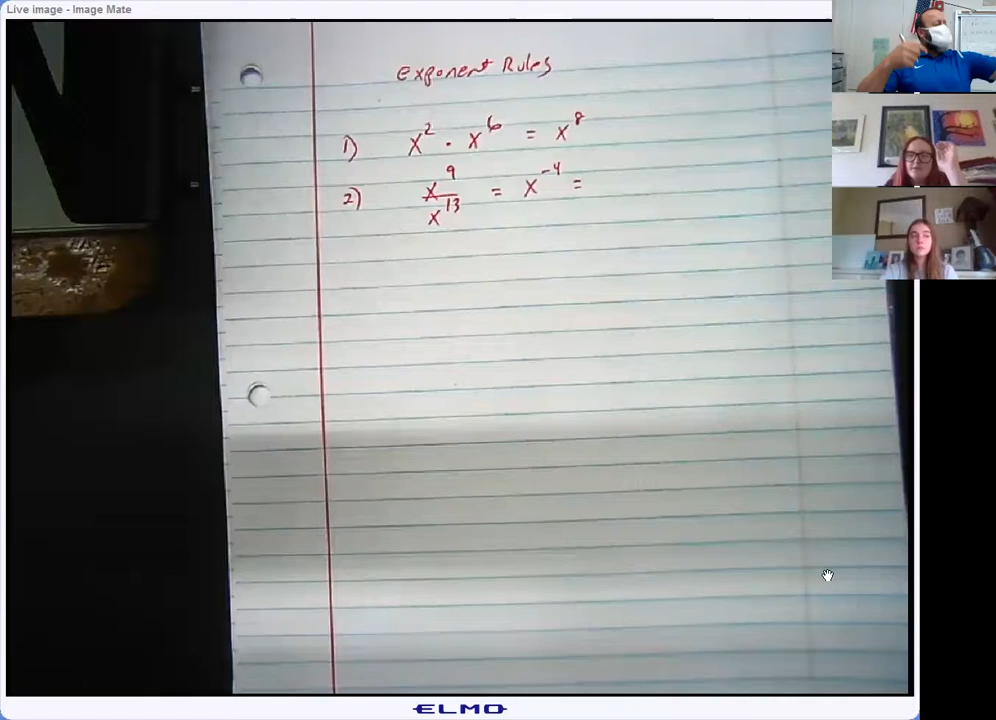 Live image - Image Mate
Exponent Rules
1) x² · x⁶ = x⁸
2) x⁹/x¹³ = x⁻⁴ =
ELMO